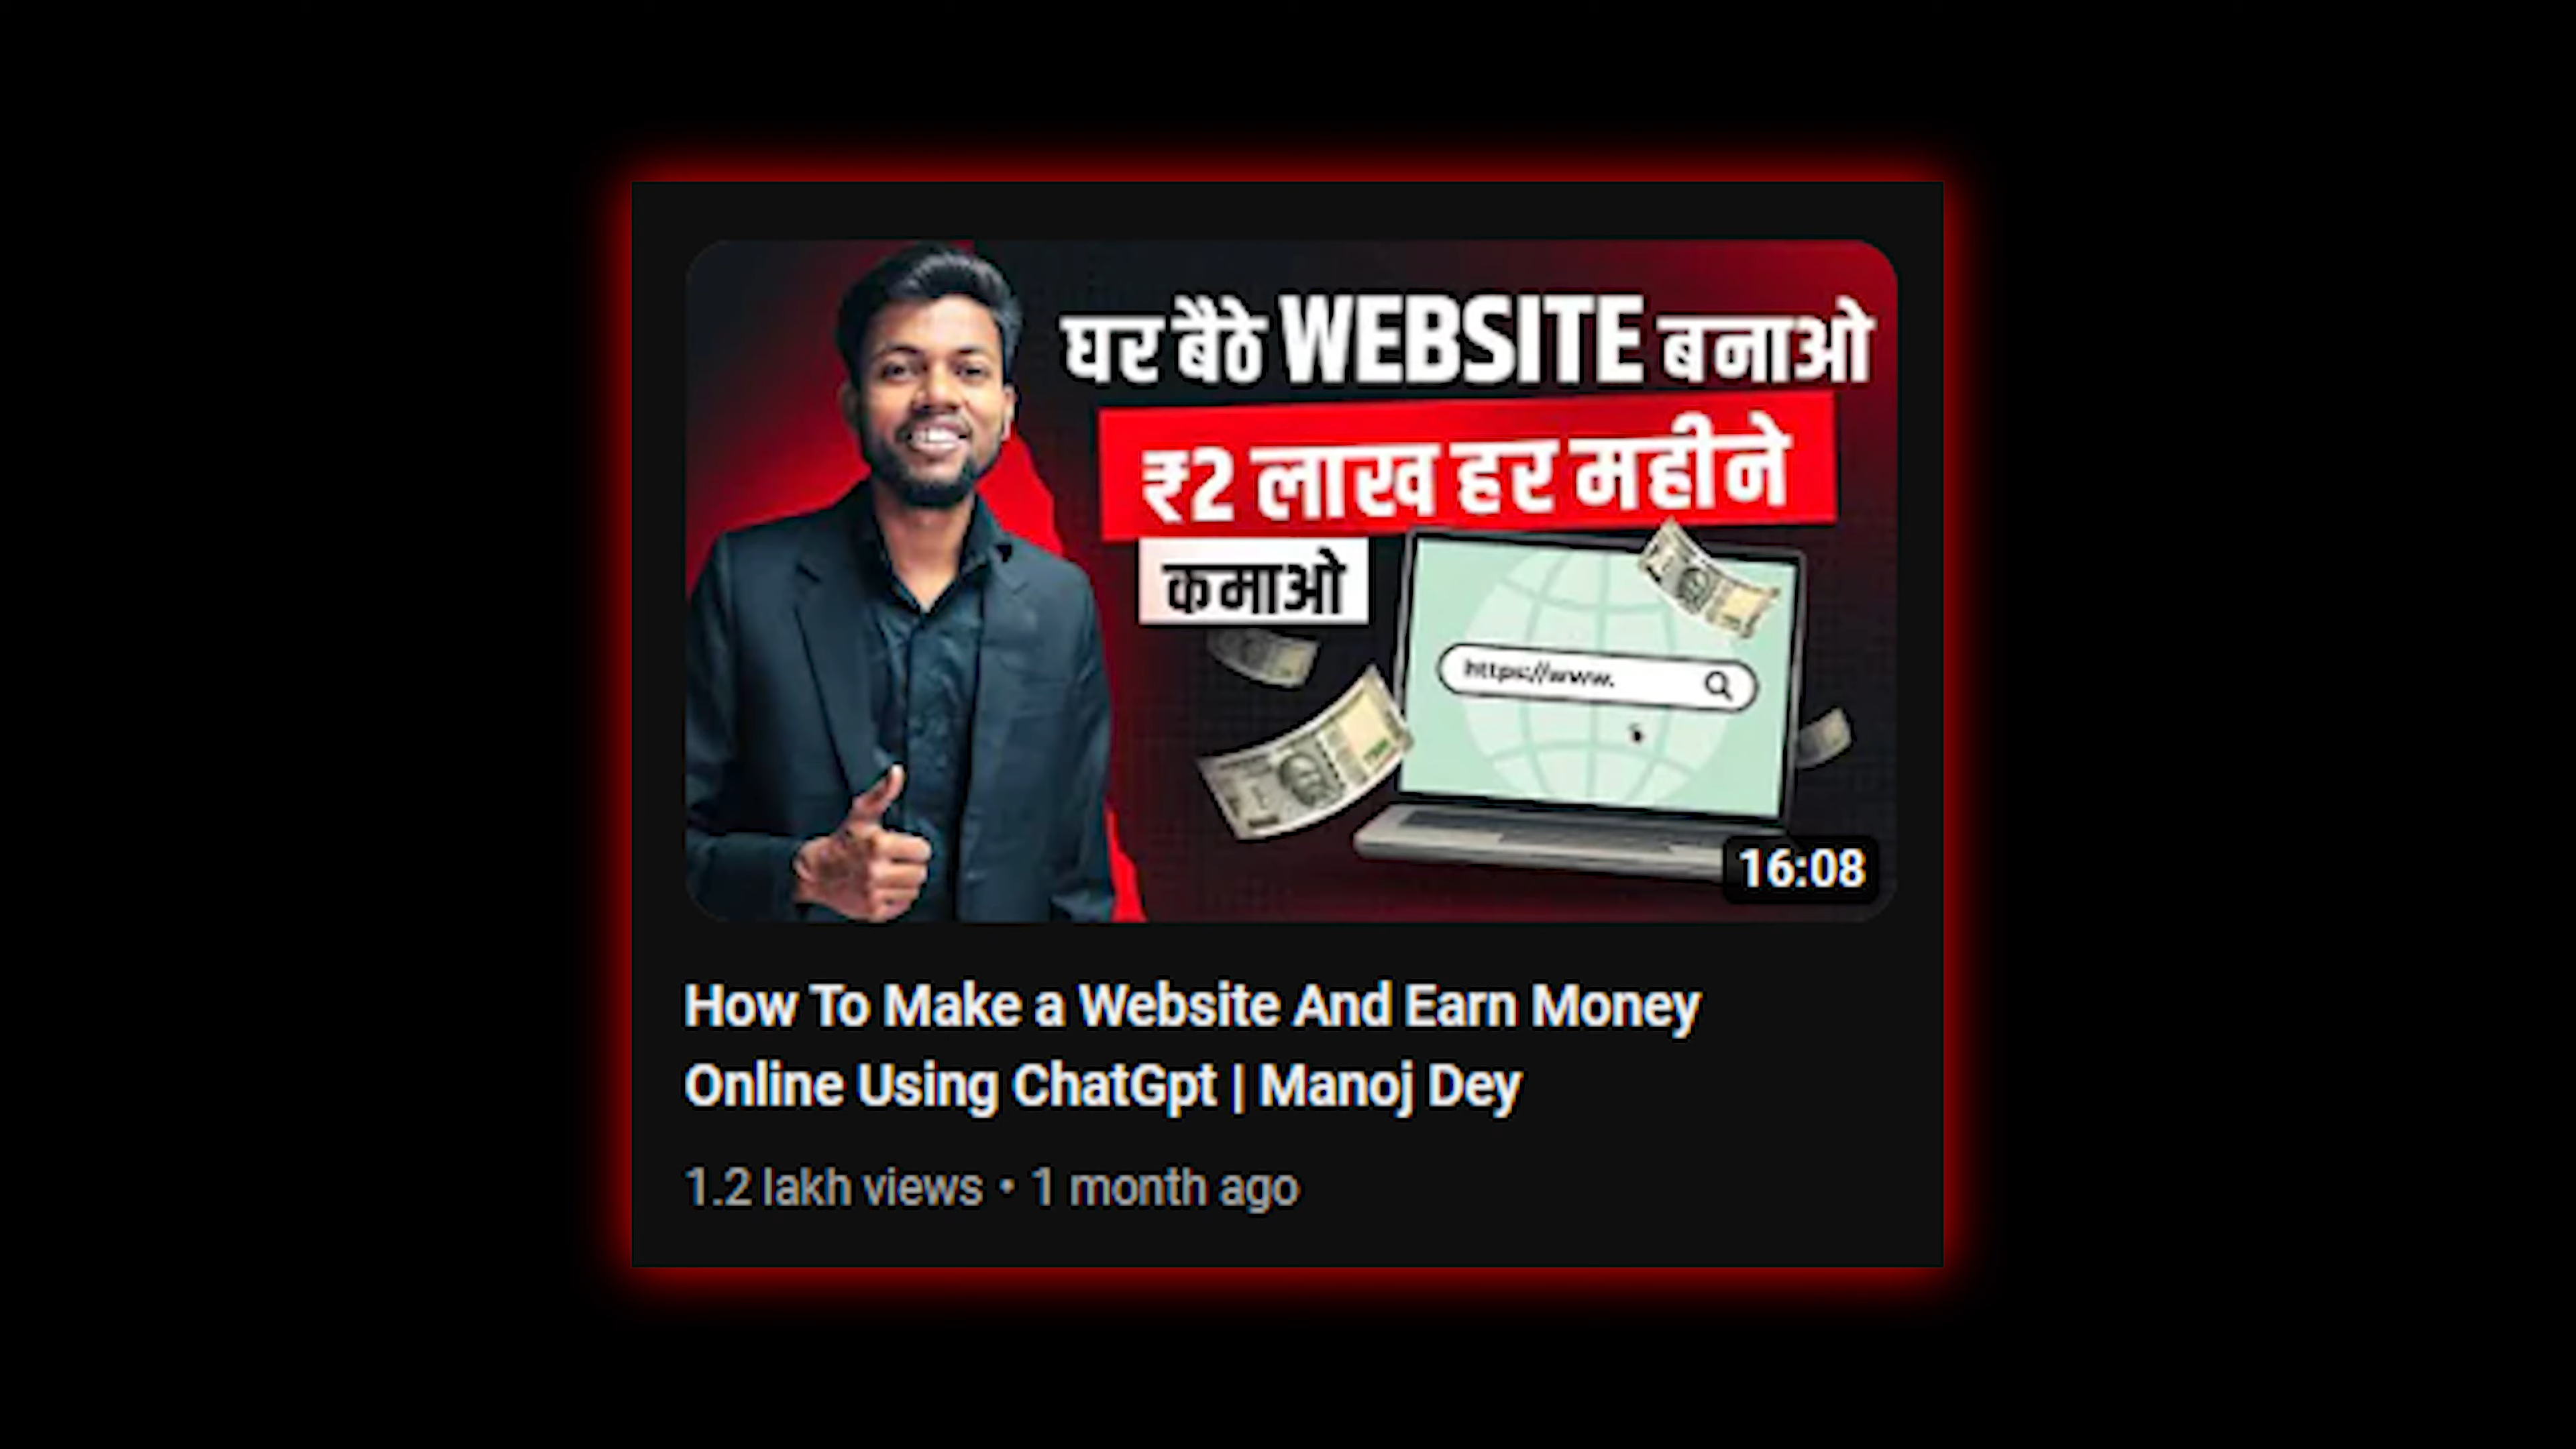 घर बैठे WEBSITE बनाओ
₹2 लाख हर महीने
कमाओ
https://www.
16:08
How To Make a Website And Earn Money
Online Using ChatGpt | Manoj Dey
1.2 lakh views • 1 month ago